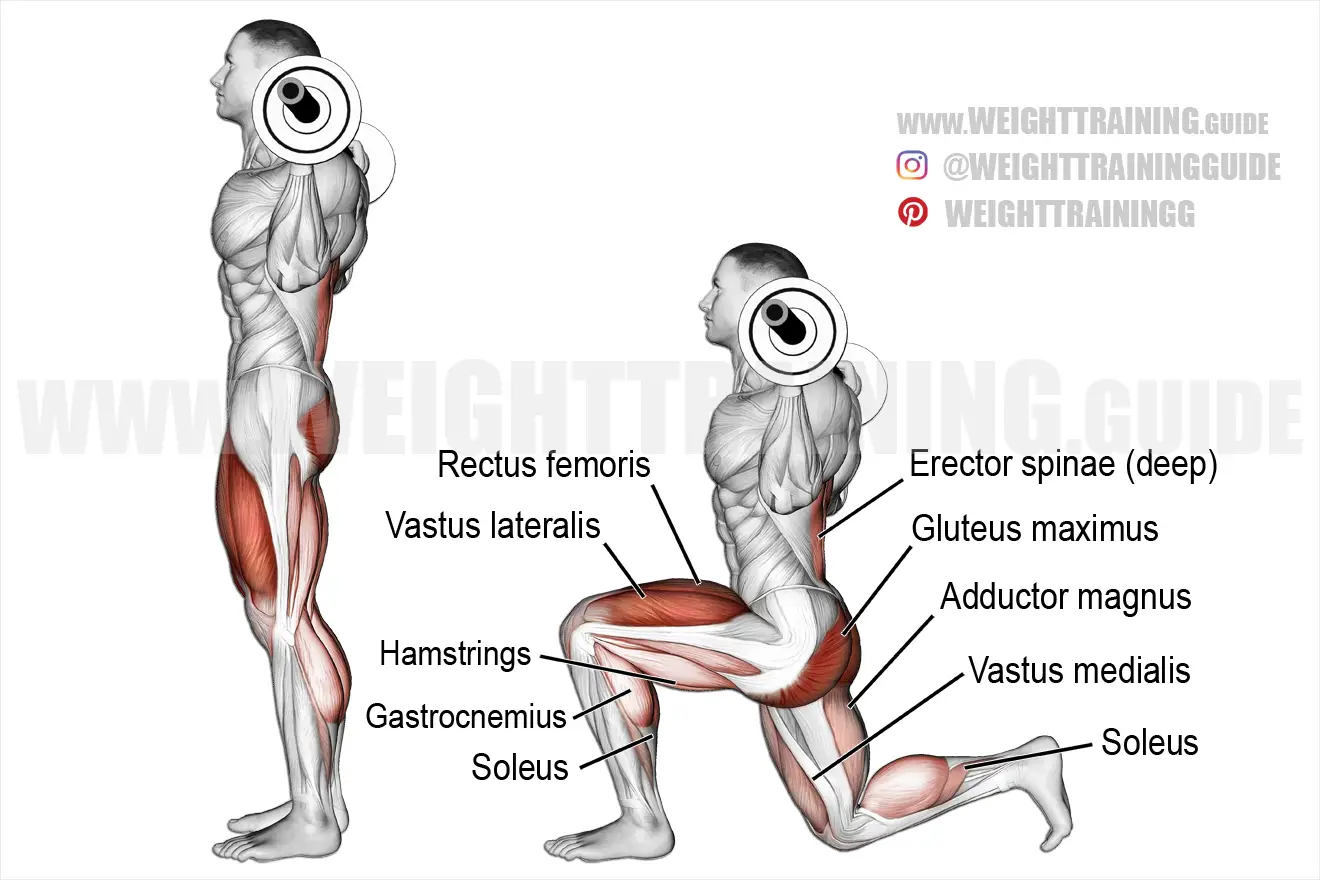 www.WEIGHTTRAINING.GUIDE
@WEIGHTTRAININGGUIDE
WEIGHTTRAININGG
www.WEIGHTTRAINING.GUIDE
Rectus femoris
Erector spinae (deep)
Vastus lateralis
Gluteus maximus
Adductor magnus
Hamstrings
Vastus medialis
Gastrocnemius
Soleus
Soleus